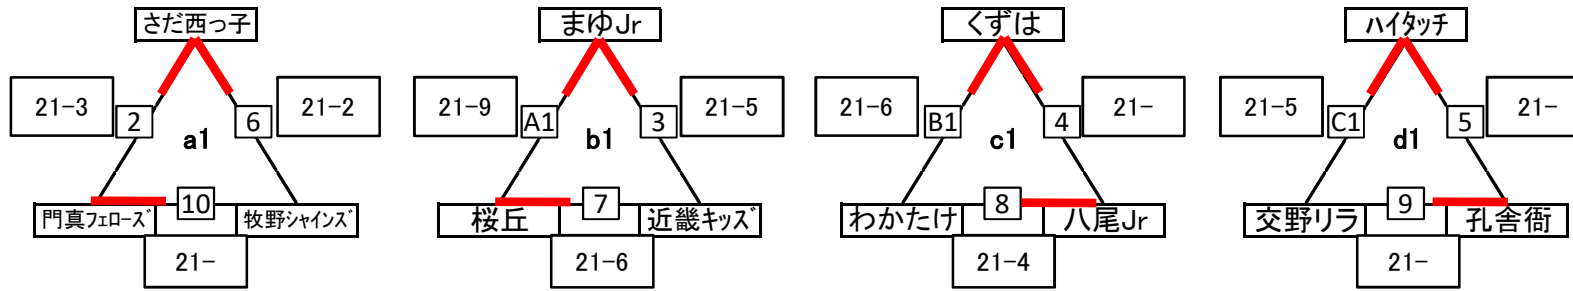 さだ西っ子
まゆJr
くずは
ハイタッチ
21-3
2
6
21-2
21-9
A1
3
21-5
21-6
B1
4
21-
21-5
C1
5
21-
a1
b1
c1
d1
門真フェローズ
10
牧野シャインズ
桜丘
7
近畿キッズ
わかたけ
8
八尾Jr
交野リラ
9
孔舎衙
21-
21-6
21-4
21-